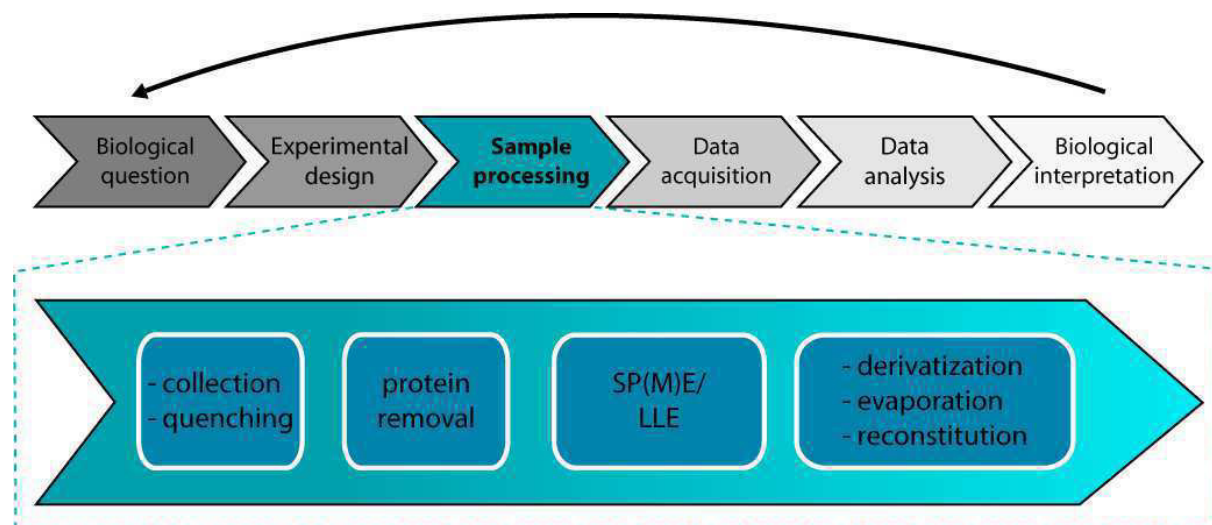 Biological
question
Experimental
design
Sample
processing
Data
acquisition
Data
analysis
Biological
interpretation
- collection
- quenching
protein
removal
SP(M)E/
LLE
- derivatization
- evaporation
- reconstitution